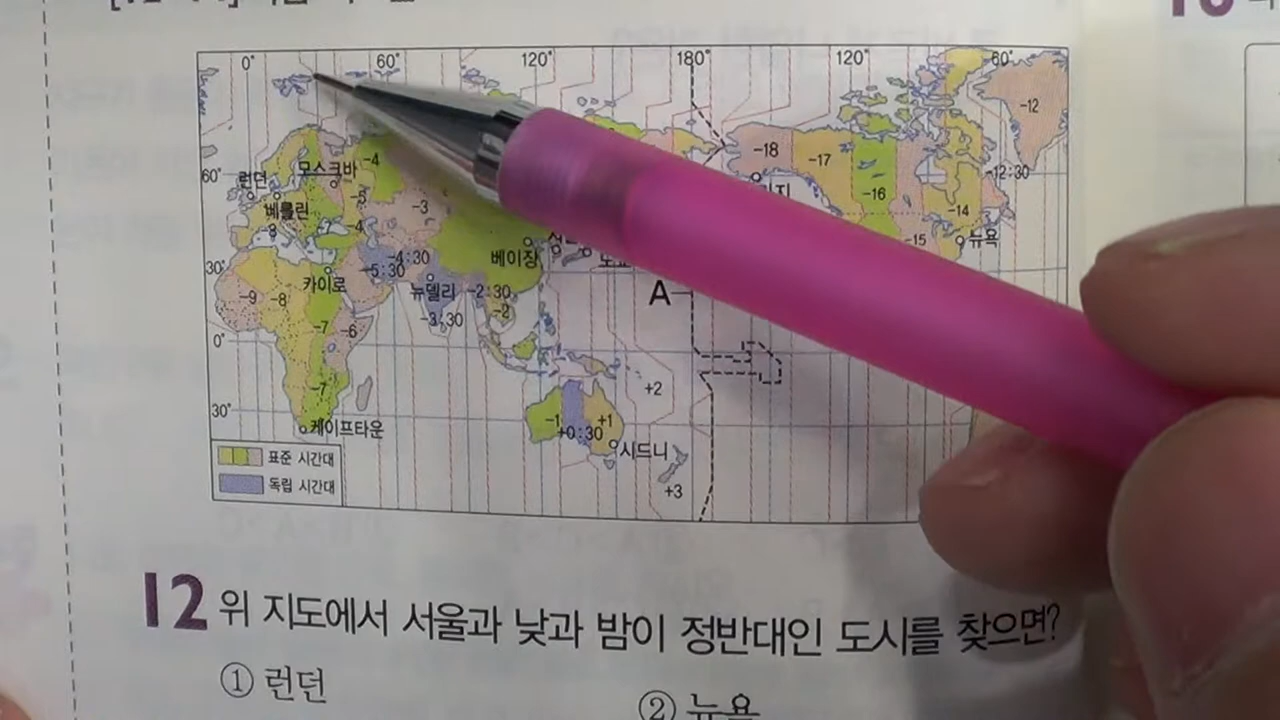 0° 60° 120° 180° 120° 60°
-12
-18 -17
-4
모스크바
60° 런던
-12:30
-5 -3
-16
베를린
-14
-8 -4
-15 뉴욕
-4:30 베이징
30° -5:30
카이로 뉴델리 -2:30
-9 -8
A
-2
-3:30
-7 -6
0°
-7
+2
30°
-1 +1
+0:30
케이프타운
시드니
표준 시간대
독립 시간대
+3
12 위 지도에서 서울과 낮과 밤이 정반대인 도시를 찾으면?
① 런던 ② 뉴욕